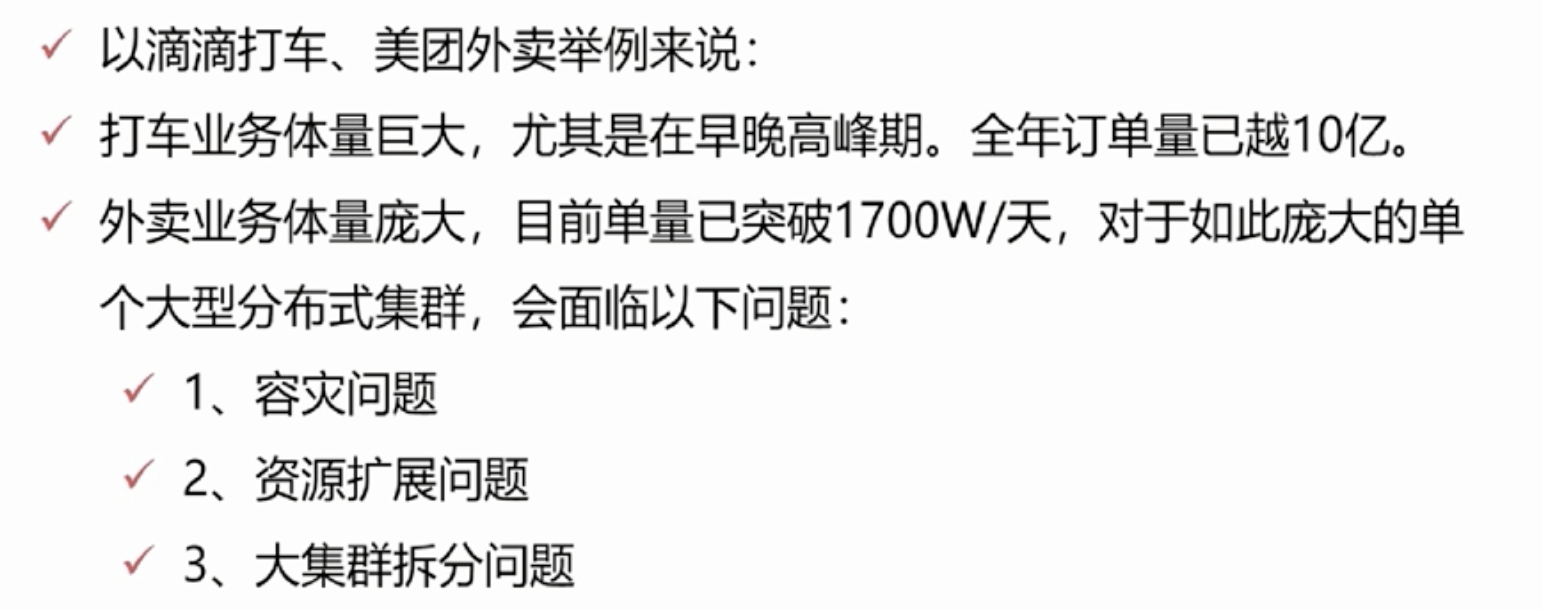 ✓ 以滴滴打车、美团外卖举例来说：
✓ 打车业务体量巨大，尤其是在早晚高峰期。全年订单量已越10亿。
✓ 外卖业务体量庞大，目前单量已突破1700W/天，对于如此庞大的单
个大型分布式集群，会面临以下问题：
✓ 1、容灾问题
✓ 2、资源扩展问题
✓ 3、大集群拆分问题